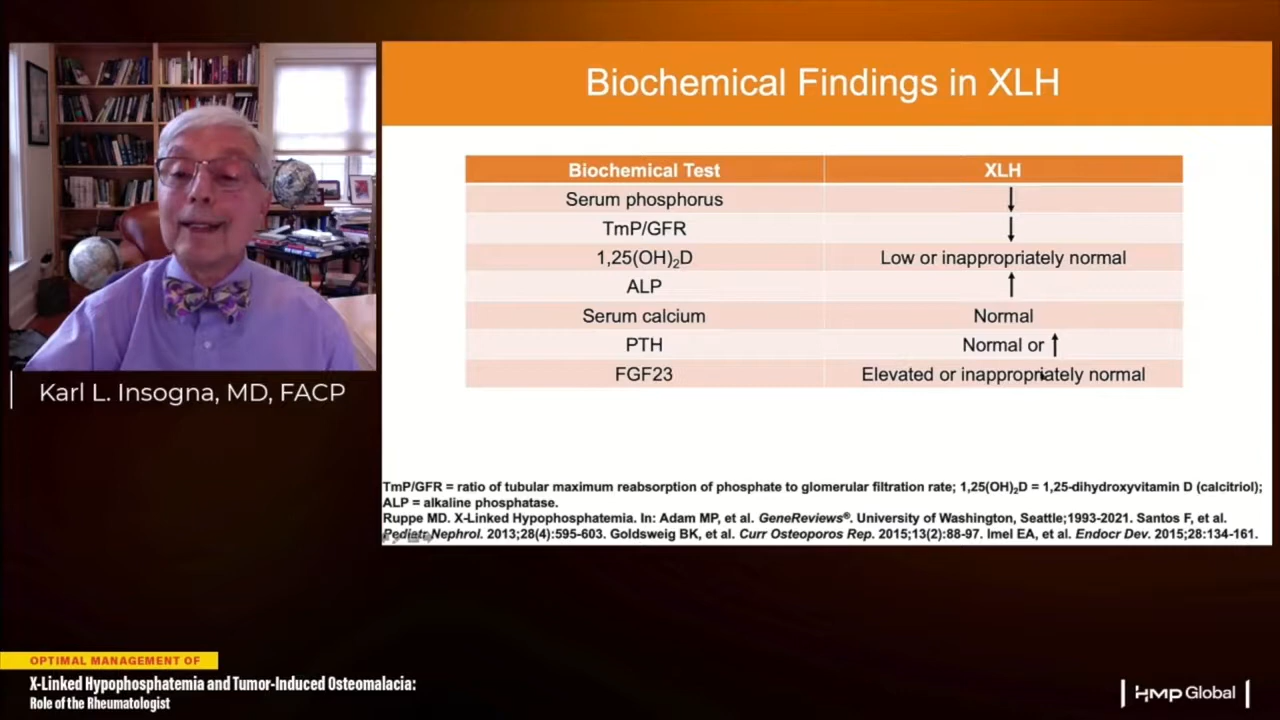 Biochemical Findings in XLH
Biochemical Test XLH
Serum phosphorus ↓
TmP/GFR ↓
1,25(OH)₂D Low or inappropriately normal
ALP ↑
Serum calcium Normal
PTH Normal or ↑
FGF23 Elevated or inappropriately normal
Karl L. Insogna, MD, FACP
TmP/GFR = ratio of tubular maximum reabsorption of phosphate to glomerular filtration rate; 1,25(OH)₂D = 1,25-dihydroxyvitamin D (calcitriol);
ALP = alkaline phosphatase.
Ruppe MD. X-Linked Hypophosphatemia. In: Adam MP, et al. GeneReviews®. University of Washington, Seattle;1993-2021. Santos F, et al.
Pediatr Nephrol. 2013;28(4):595-603. Goldsweig BK, et al. Curr Osteoporos Rep. 2015;13(2):88-97. Imel EA, et al. Endocr Dev. 2015;28:134-161.
OPTIMAL MANAGEMENT OF
X-Linked Hypophosphatemia and Tumor-Induced Osteomalacia:
Role of the Rheumatologist
HMP Global